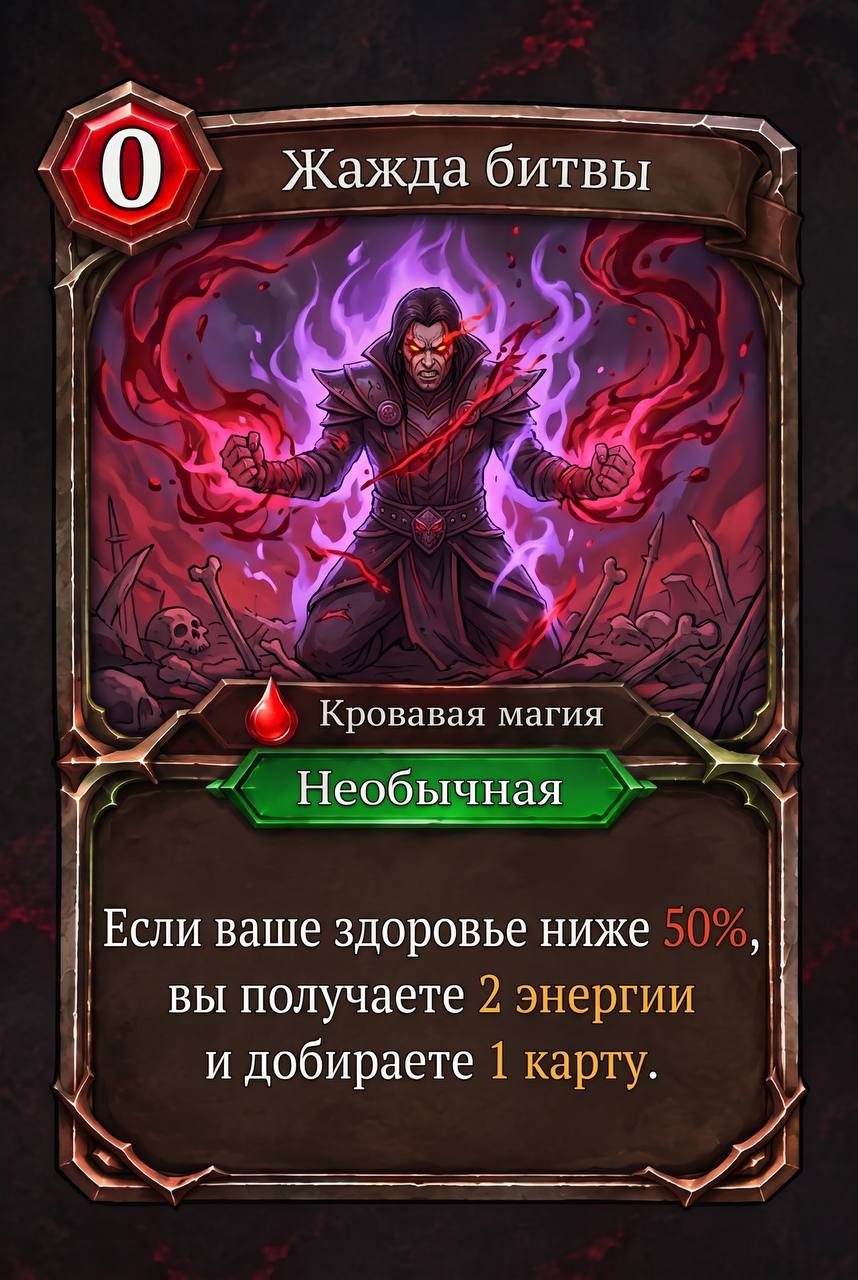 0
Жажда битвы
Кровавая магия
Необычная
Если ваше здоровье ниже 50%,
вы получаете 2 энергии
и добираете 1 карту.